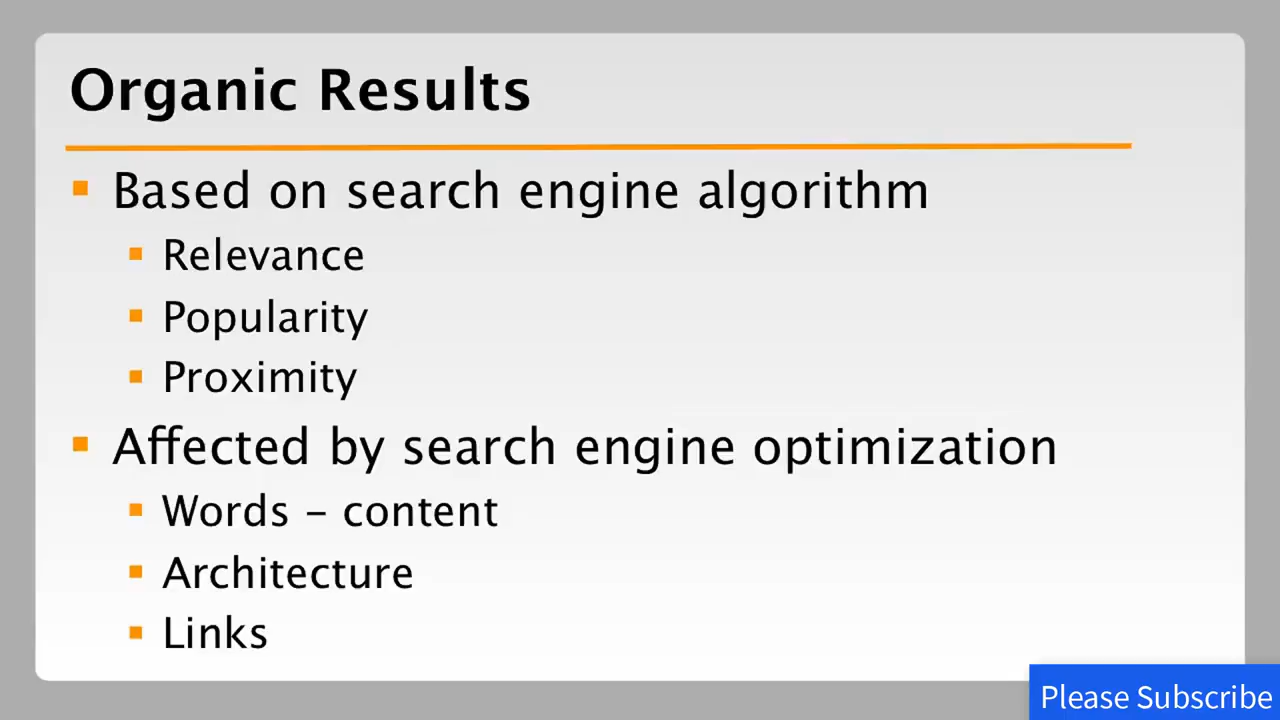 Organic Results
Based on search engine algorithm
Relevance
Popularity
Proximity
Affected by search engine optimization
Words – content
Architecture
Links
Please Subscribe